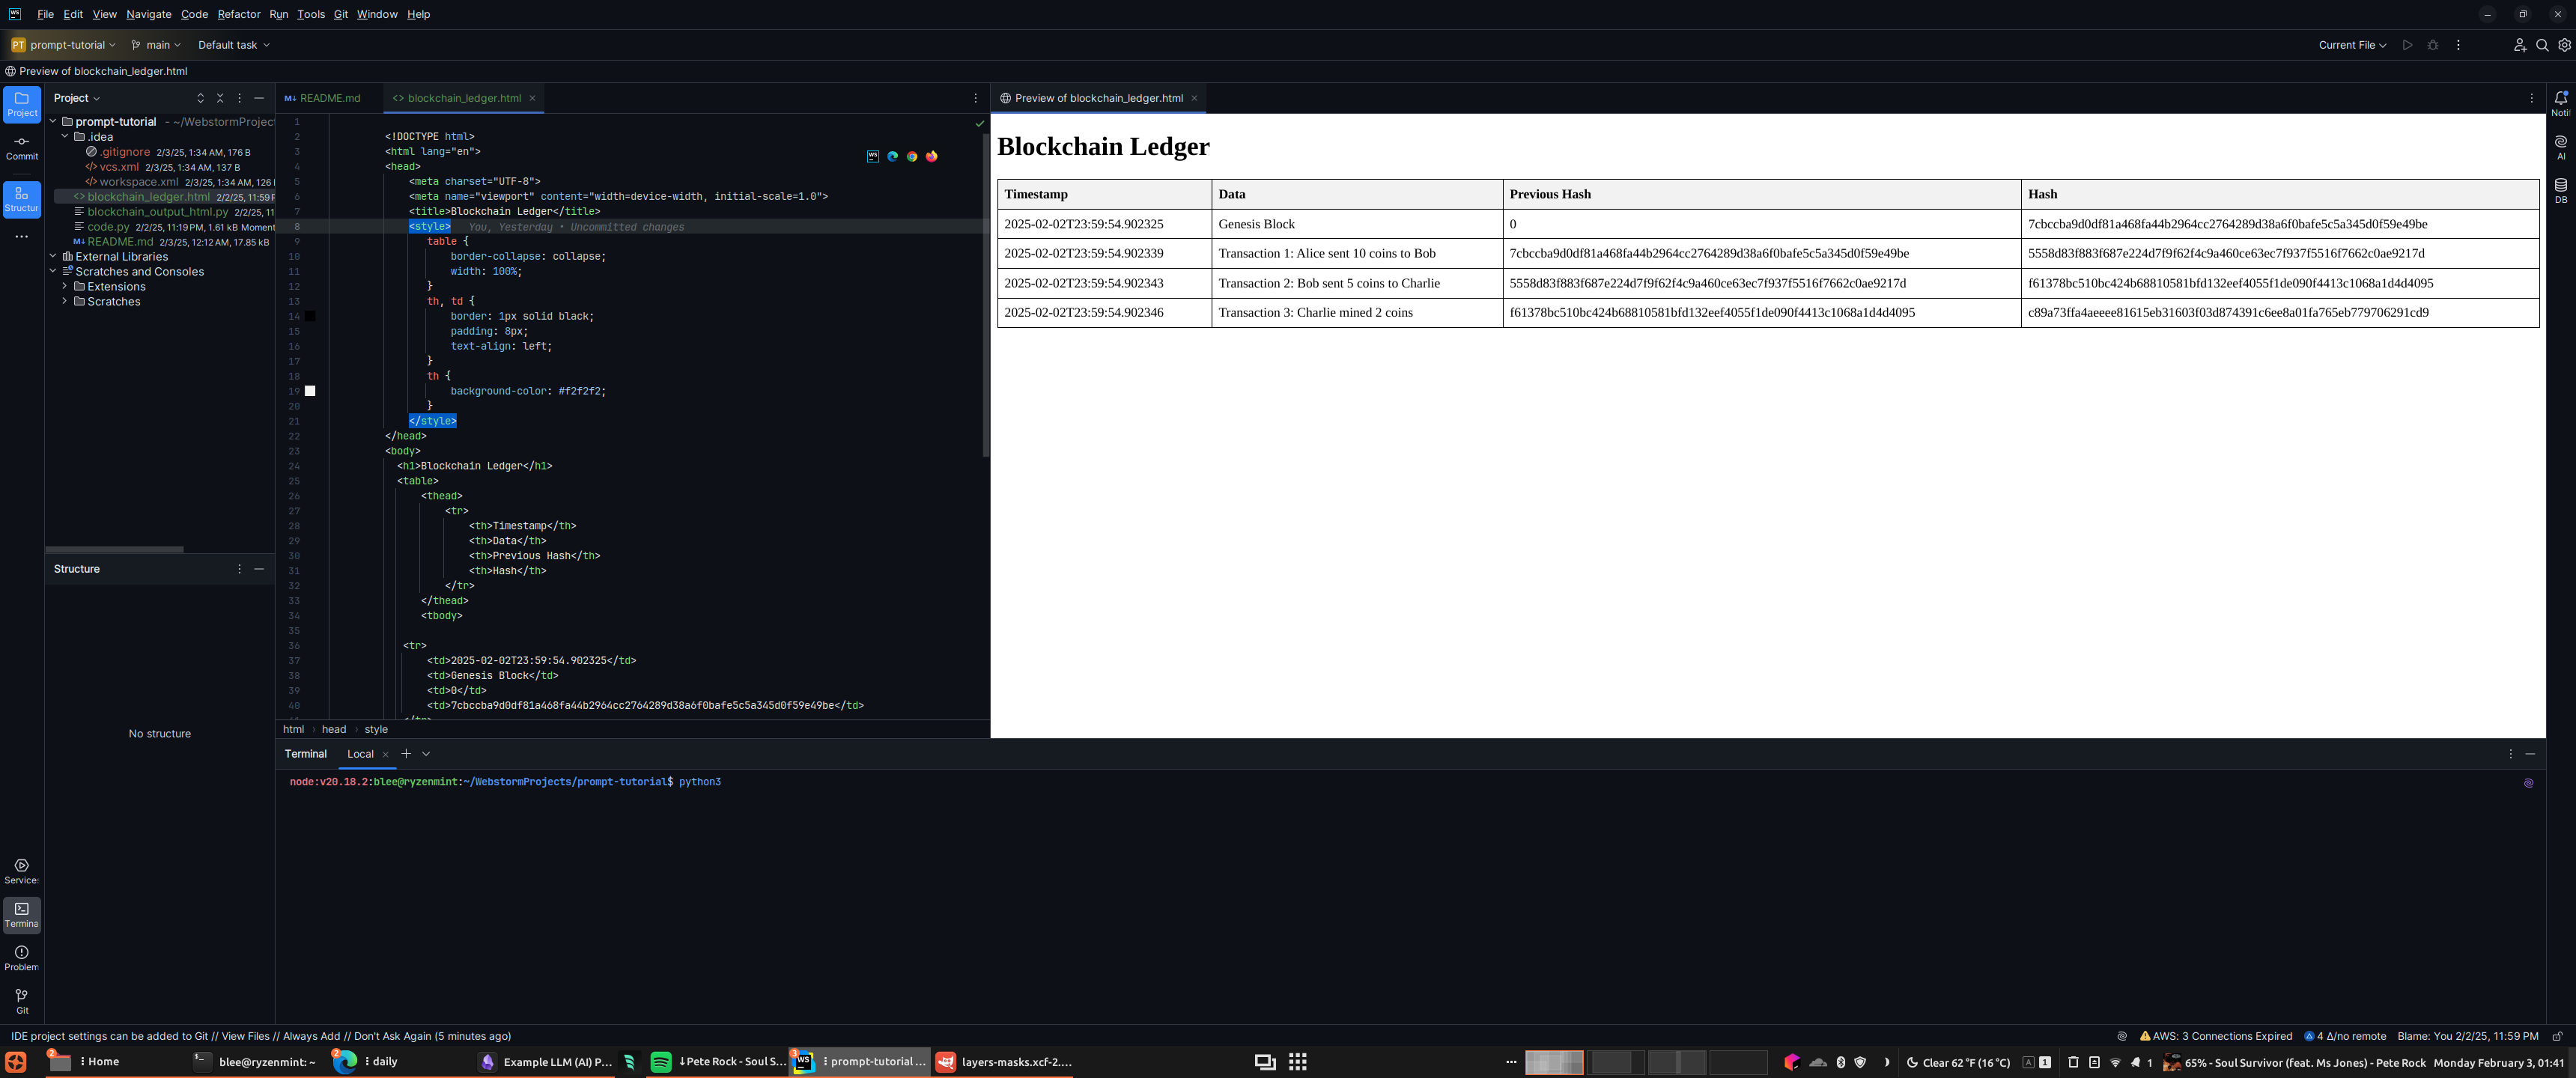 WS File Edit View Navigate Code Refactor Run Tools Git Window Help
PT prompt-tutorial main Default task Current File
Preview of blockchain_ledger.html
Project
Commit
Structur
Service
Termina
Problem
Git
Project
prompt-tutorial - ~/WebstormProjec
.idea
.gitignore 2/3/25, 1:34 AM, 176 B
vcs.xml 2/3/25, 1:34 AM, 137 B
workspace.xml 2/3/25, 1:34 AM, 126
blockchain_ledger.html 2/2/25, 11:59
blockchain_output_html.py 2/2/25, 11
code.py 2/2/25, 11:19 PM, 1.61 kB Moment
README.md 2/3/25, 12:12 AM, 17.85 kB
External Libraries
Scratches and Consoles
Extensions
Scratches
Structure
No structure
README.md blockchain_ledger.html
1
2 <!DOCTYPE html>
3 <html lang="en">
4 <head>
5 <meta charset="UTF-8">
6 <meta name="viewport" content="width=device-width, initial-scale=1.0">
7 <title>Blockchain Ledger</title>
8 <style> You, Yesterday • Uncommitted changes
9 table {
10 border-collapse: collapse;
11 width: 100%;
12 }
13 th, td {
14 border: 1px solid black;
15 padding: 8px;
16 text-align: left;
17 }
18 th {
19 background-color: #f2f2f2;
20 }
21 </style>
22 </head>
23 <body>
24 <h1>Blockchain Ledger</h1>
25 <table>
26 <thead>
27 <tr>
28 <th>Timestamp</th>
29 <th>Data</th>
30 <th>Previous Hash</th>
31 <th>Hash</th>
32 </tr>
33 </thead>
34 <tbody>
35
36 <tr>
37 <td>2025-02-02T23:59:54.902325</td>
38 <td>Genesis Block</td>
39 <td>0</td>
40 <td>7cbccba9d0df81a468fa44b2964cc2764289d38a6f0bafe5c5a345d0f59e49be</td>
html › head › style
Preview of blockchain_ledger.html
Blockchain Ledger
Timestamp Data Previous Hash Hash
2025-02-02T23:59:54.902325 Genesis Block 0 7cbccba9d0df81a468fa44b2964cc2764289d38a6f0bafe5c5a345d0f59e49be
2025-02-02T23:59:54.902339 Transaction 1: Alice sent 10 coins to Bob 7cbccba9d0df81a468fa44b2964cc2764289d38a6f0bafe5c5a345d0f59e49be 5558d83f883f687e224d7f9f62f4c9a460ce63ec7f937f5516f7662c0ae9217d
2025-02-02T23:59:54.902343 Transaction 2: Bob sent 5 coins to Charlie 5558d83f883f687e224d7f9f62f4c9a460ce63ec7f937f5516f7662c0ae9217d f61378bc510bc424b68810581bfd132eef4055f1de090f4413c1068a1d4d4095
2025-02-02T23:59:54.902346 Transaction 3: Charlie mined 2 coins f61378bc510bc424b68810581bfd132eef4055f1de090f4413c1068a1d4d4095 c89a73ffa4aeeee81615eb31603f03d874391c6ee8a01fa765eb779706291cd9
Noti
AI
DB
Terminal Local
node:v20.18.2:blee@ryzenmint:~/WebstormProjects/prompt-tutorial$ python3
IDE project settings can be added to Git // View Files // Always Add // Don't Ask Again (5 minutes ago) AWS: 3 Connections Expired 4 Δ/no remote Blame: You 2/2/25, 11:59 PM
2 Home blee@ryzenmint: ~ 2 daily Example LLM (AI) P... ↓Pete Rock - Soul S... 3 WS prompt-tutorial ... layers-masks.xcf-2.... Clear 62 °F (16 °C) A 1 1 65% - Soul Survivor (feat. Ms Jones) - Pete Rock Monday February 3, 01:41